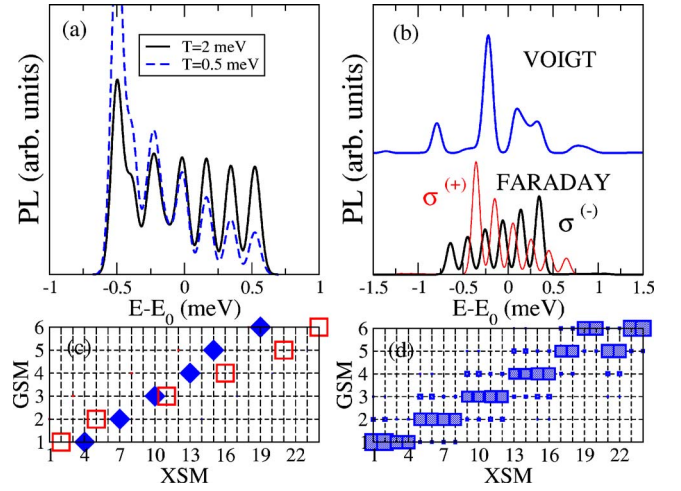 (a)
T=2 meV
T=0.5 meV
PL (arb. units)
-1 -0.5 0 0.5 1
E-E0 (meV)
(b)
VOIGT
FARADAY
σ (+)
σ (-)
PL (arb. units)
-1.5 -1 -0.5 0 0.5 1 1.5
E-E0 (meV)
(c)
GSM
6
5
4
3
2
1
1 4 7 10 13 16 19 22
XSM
(d)
GSM
6
5
4
3
2
1
1 4 7 10 13 16 19 22
XSM